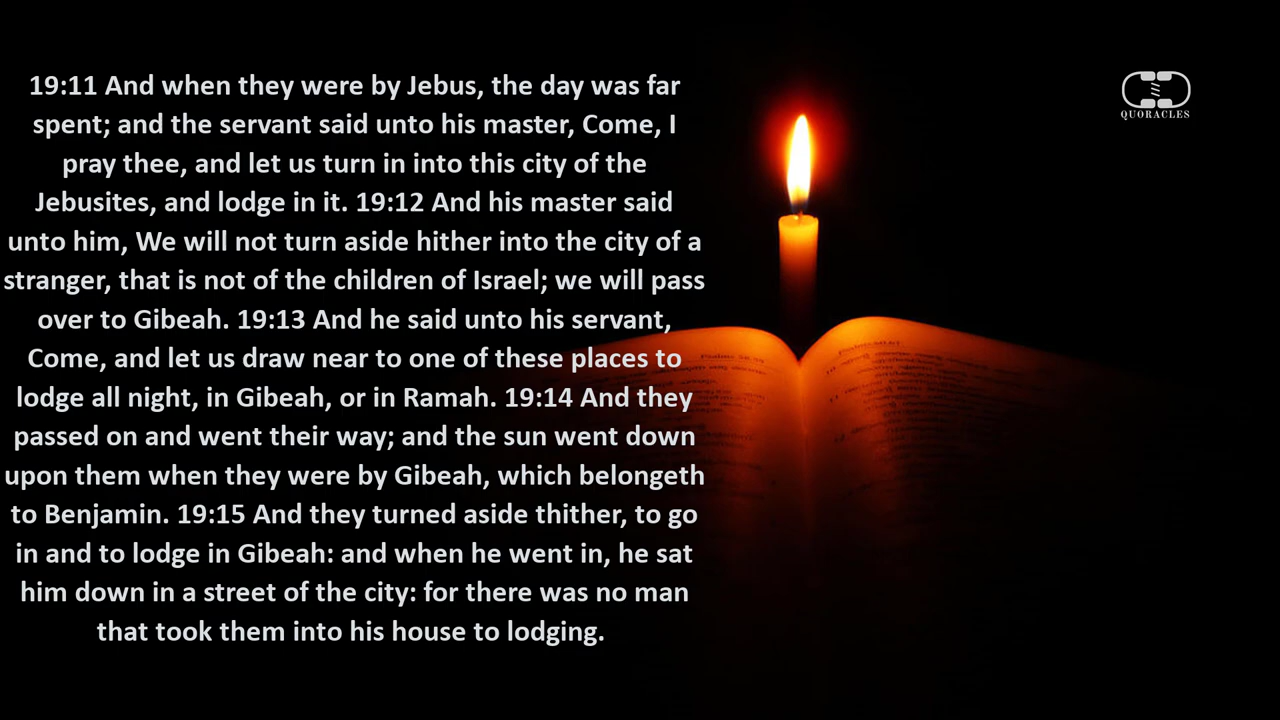 19:11 And when they were by Jebus, the day was far
spent; and the servant said unto his master, Come, I
pray thee, and let us turn in into this city of the
Jebusites, and lodge in it. 19:12 And his master said
unto him, We will not turn aside hither into the city of a
stranger, that is not of the children of Israel; we will pass
over to Gibeah. 19:13 And he said unto his servant,
Come, and let us draw near to one of these places to
lodge all night, in Gibeah, or in Ramah. 19:14 And they
passed on and went their way; and the sun went down
upon them when they were by Gibeah, which belongeth
to Benjamin. 19:15 And they turned aside thither, to go
in and to lodge in Gibeah: and when he went in, he sat
him down in a street of the city: for there was no man
that took them into his house to lodging.
QUORACLES